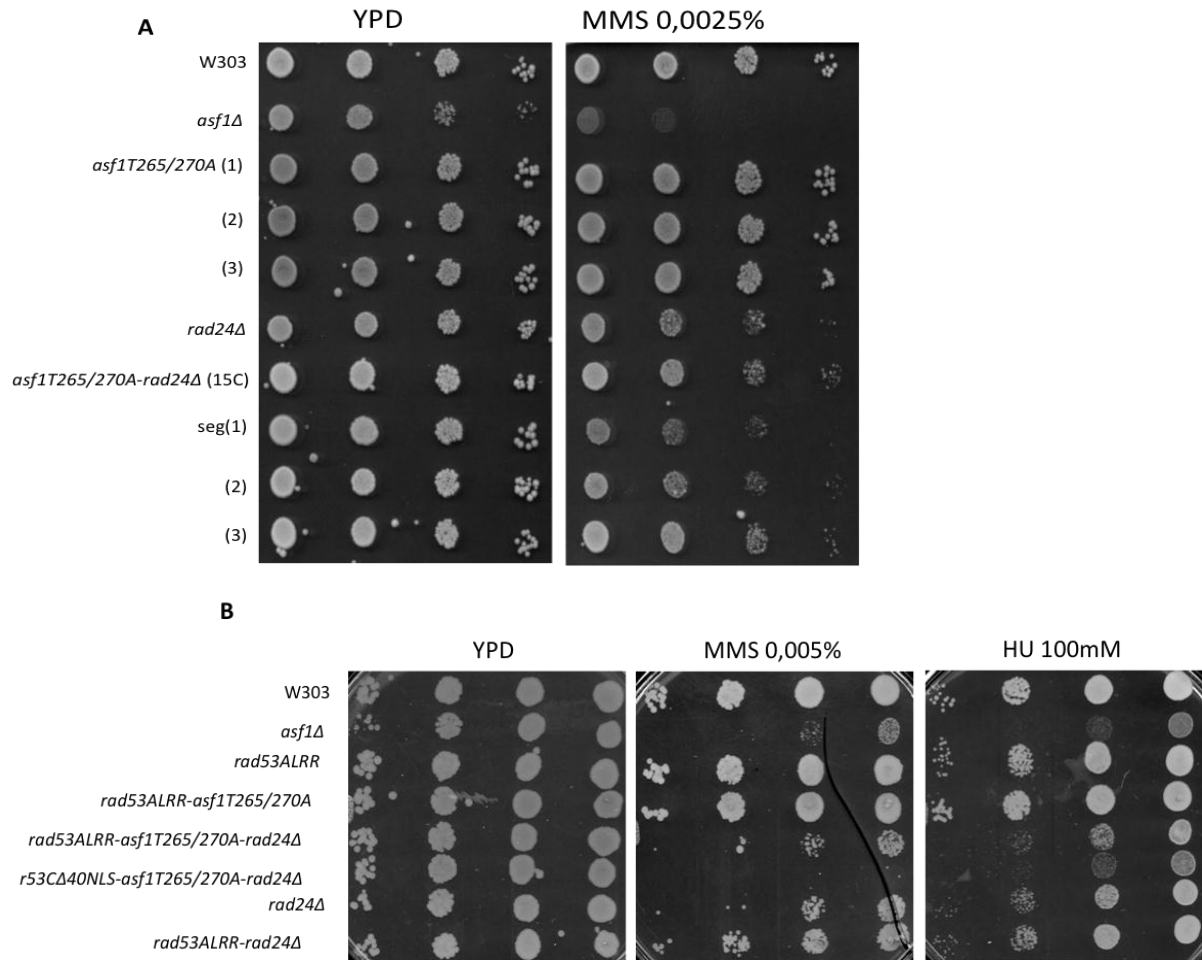 A
YPD
MMS 0,0025%
W303
asf1Δ
asf1T265/270A (1)
(2)
(3)
rad24Δ
asf1T265/270A-rad24Δ (15C)
seg(1)
(2)
(3)
B
YPD
MMS 0,005%
HU 100mM
W303
asf1Δ
rad53ALRR
rad53ALRR-asf1T265/270A
rad53ALRR-asf1T265/270A-rad24Δ
r53CΔ40NLS-asf1T265/270A-rad24Δ
rad24Δ
rad53ALRR-rad24Δ